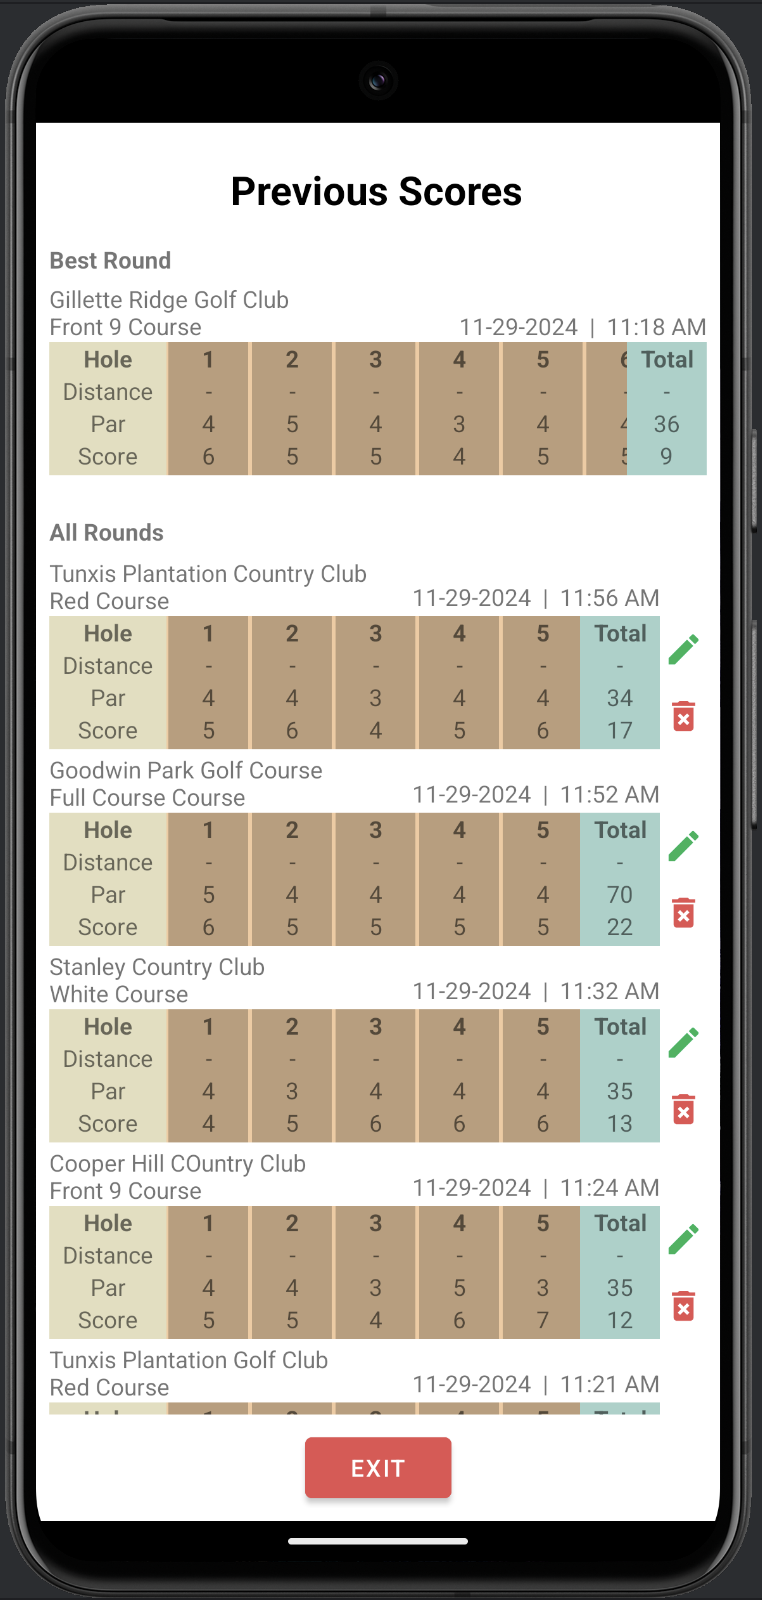 Previous Scores
Best Round
Gillette Ridge Golf Club
Front 9 Course 11-29-2024 | 11:18 AM
Hole 1 2 3 4 5 Total
Distance - - - - - - -
Par 4 5 4 3 4 4 36
Score 6 5 5 4 5 5 9
All Rounds
Tunxis Plantation Country Club
Red Course 11-29-2024 | 11:56 AM
Hole 1 2 3 4 5 Total
Distance - - - - - -
Par 4 4 3 4 4 34
Score 5 6 4 5 6 17
Goodwin Park Golf Course
Full Course Course 11-29-2024 | 11:52 AM
Hole 1 2 3 4 5 Total
Distance - - - - - -
Par 5 4 4 4 4 70
Score 6 5 5 5 5 22
Stanley Country Club
White Course 11-29-2024 | 11:32 AM
Hole 1 2 3 4 5 Total
Distance - - - - - -
Par 4 3 4 4 4 35
Score 4 5 6 6 6 13
Cooper Hill COuntry Club
Front 9 Course 11-29-2024 | 11:24 AM
Hole 1 2 3 4 5 Total
Distance - - - - - -
Par 4 4 3 5 3 35
Score 5 5 4 6 7 12
Tunxis Plantation Golf Club
Red Course 11-29-2024 | 11:21 AM
EXIT